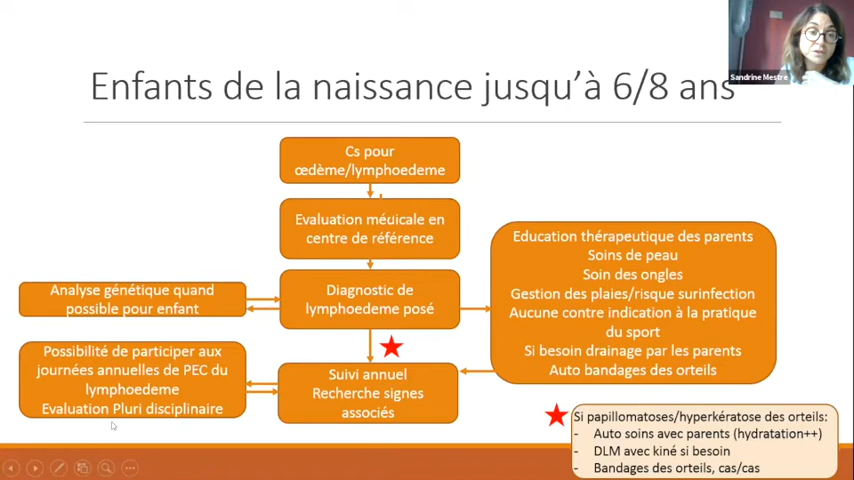 Sandrine Mestre
Enfants de la naissance jusqu'à 6/8 ans
Cs pour
œdème/lymphoedeme
Evaluation médicale en
centre de référence
Diagnostic de
lymphoedeme posé
Analyse génétique quand
possible pour enfant
Education thérapeutique des parents
Soins de peau
Soin des ongles
Gestion des plaies/risque surinfection
Aucune contre indication à la pratique
du sport
Si besoin drainage par les parents
Auto bandages des orteils
Possibilité de participer aux
journées annuelles de PEC du
lymphoedeme
Evaluation Pluri disciplinaire
Suivi annuel
Recherche signes
associés
Si papillomatoses/hyperkératose des orteils:
- Auto soins avec parents (hydratation++)
- DLM avec kiné si besoin
- Bandages des orteils, cas/cas